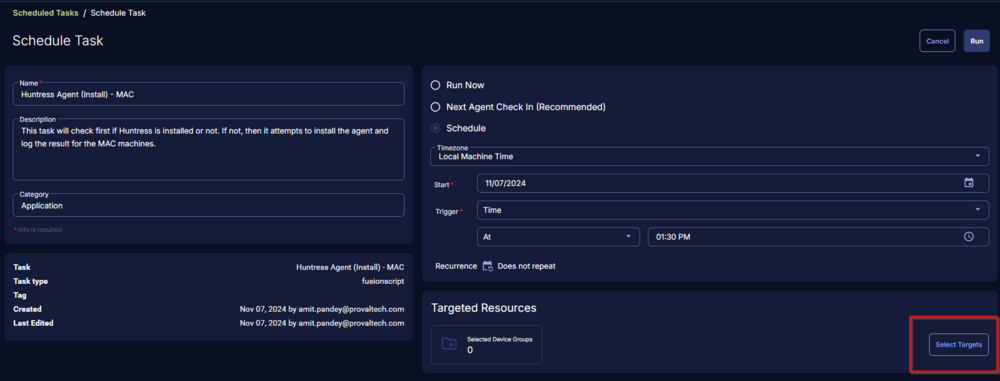 Scheduled Tasks / Schedule Task
Schedule Task
Cancel
Run
Name *
Huntress Agent (Install) - MAC
Description
This task will check first if Huntress is installed or not. If not, then it attempts to install the agent and
log the result for the MAC machines.
Category
Application
* Info is required
Task Huntress Agent (Install) - MAC
Task type fusionscript
Tag
Created Nov 07, 2024 by amit.pandey@provaltech.com
Last Edited Nov 07, 2024 by amit.pandey@provaltech.com
Run Now
Next Agent Check In (Recommended)
Schedule
Timezone
Local Machine Time
Start * 11/07/2024
Trigger * Time
At 01:30 PM
Recurrence Does not repeat
Targeted Resources
Selected Device Groups
0
Select Targets